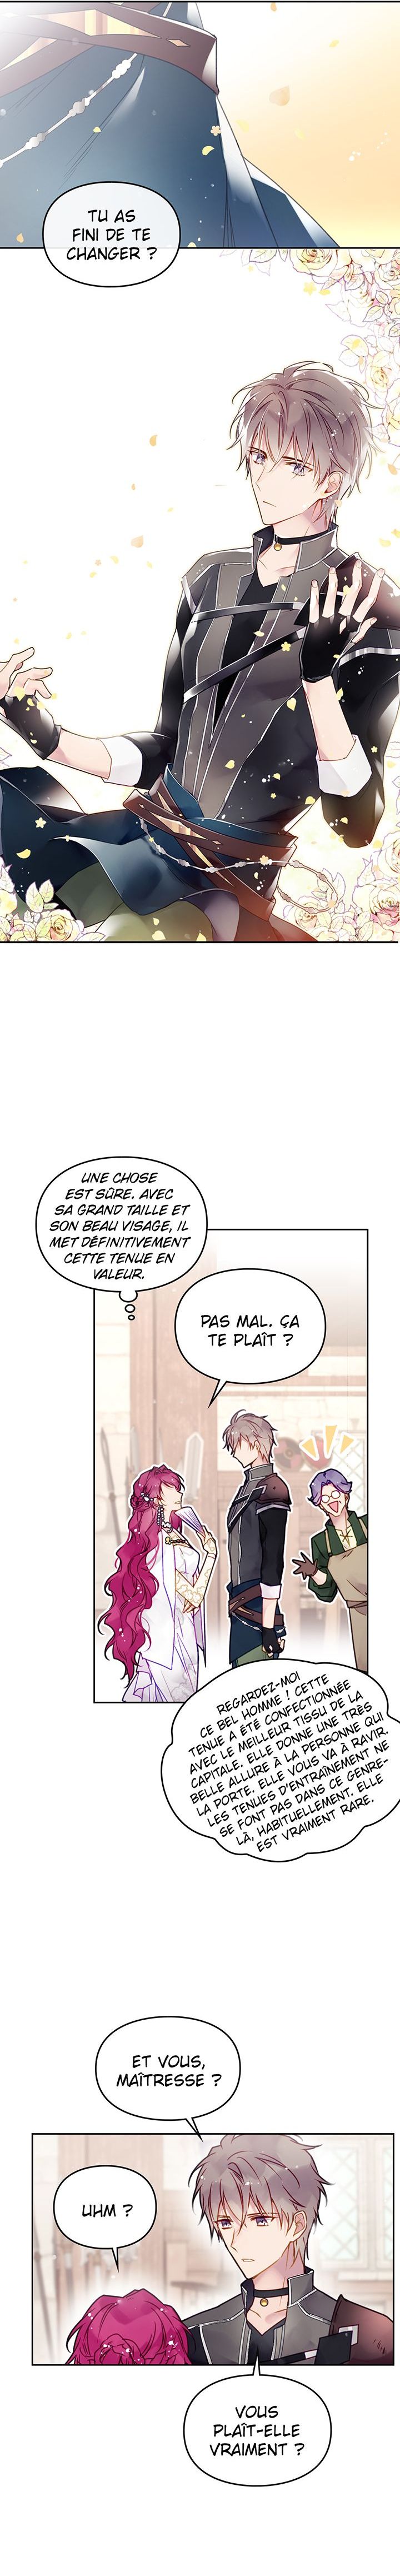 TU AS
FINI DE TE
CHANGER ?
UNE CHOSE
EST SÛRE. AVEC
SA GRAND TAILLE ET
SON BEAU VISAGE, IL
MET DÉFINITIVEMENT
CETTE TENUE EN
VALEUR.
PAS MAL. ÇA
TE PLAÎT ?
REGARDEZ-MOI
CE BEL HOMME ! CETTE
TENUE A ÉTÉ CONFECTIONNÉE
AVEC LE MEILLEUR TISSU DE LA
CAPITALE. ELLE DONNE UNE TRÈS
BELLE ALLURE À LA PERSONNE QUI
LA PORTE. ELLE VOUS VA À RAVIR.
LES TENUES D'ENTRAÎNEMENT NE
SE FONT PAS DANS CE GENRE-
LÀ, HABITUELLEMENT. ELLE
EST VRAIMENT RARE.
ET VOUS,
MAÎTRESSE ?
UHM ?
VOUS
PLAÎT-ELLE
VRAIMENT ?